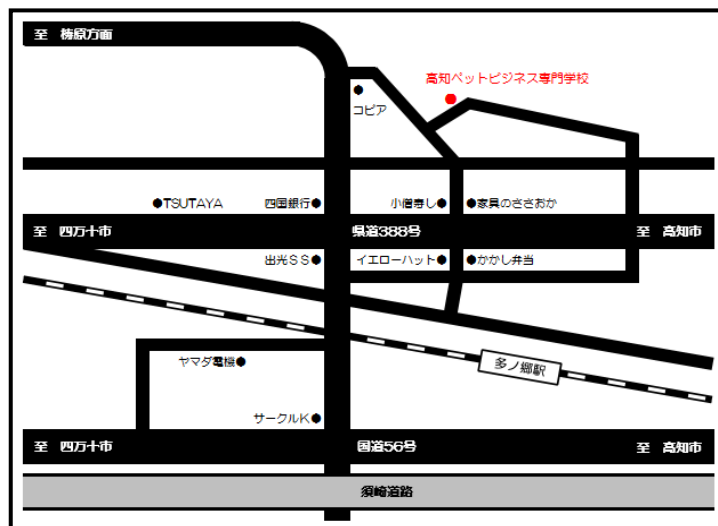 至 梼原方面
高知ペットビジネス専門学校
コピア
●TSUTAYA
四国銀行●
小僧寿し●
●家具のささおか
至 四万十市
県道388号
至 高知市
出光ＳＳ●
イエローハット●
●かかし弁当
多ノ郷駅
ヤマダ電機●
サークルＫ●
至 四万十市
国道56号
至 高知市
須崎道路